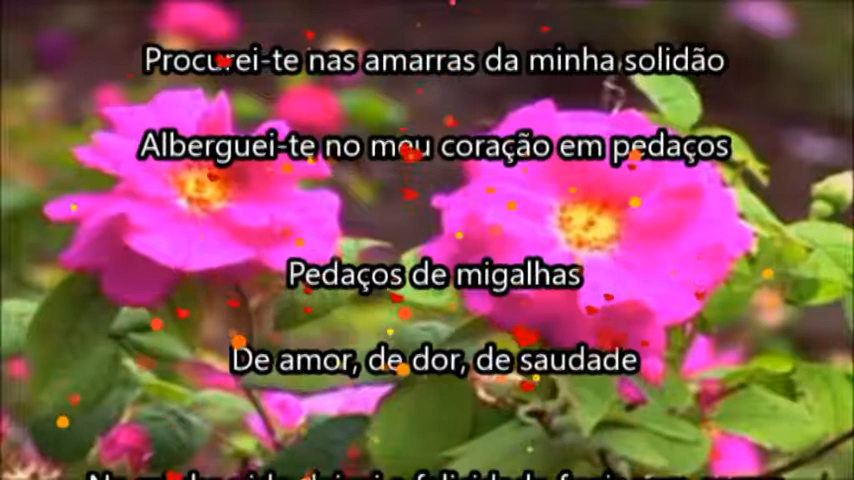 Procurei-te nas amarras da minha solidão
Alberguei-te no meu coração em pedaços
Pedaços de migalhas
De amor, de dor, de saudade